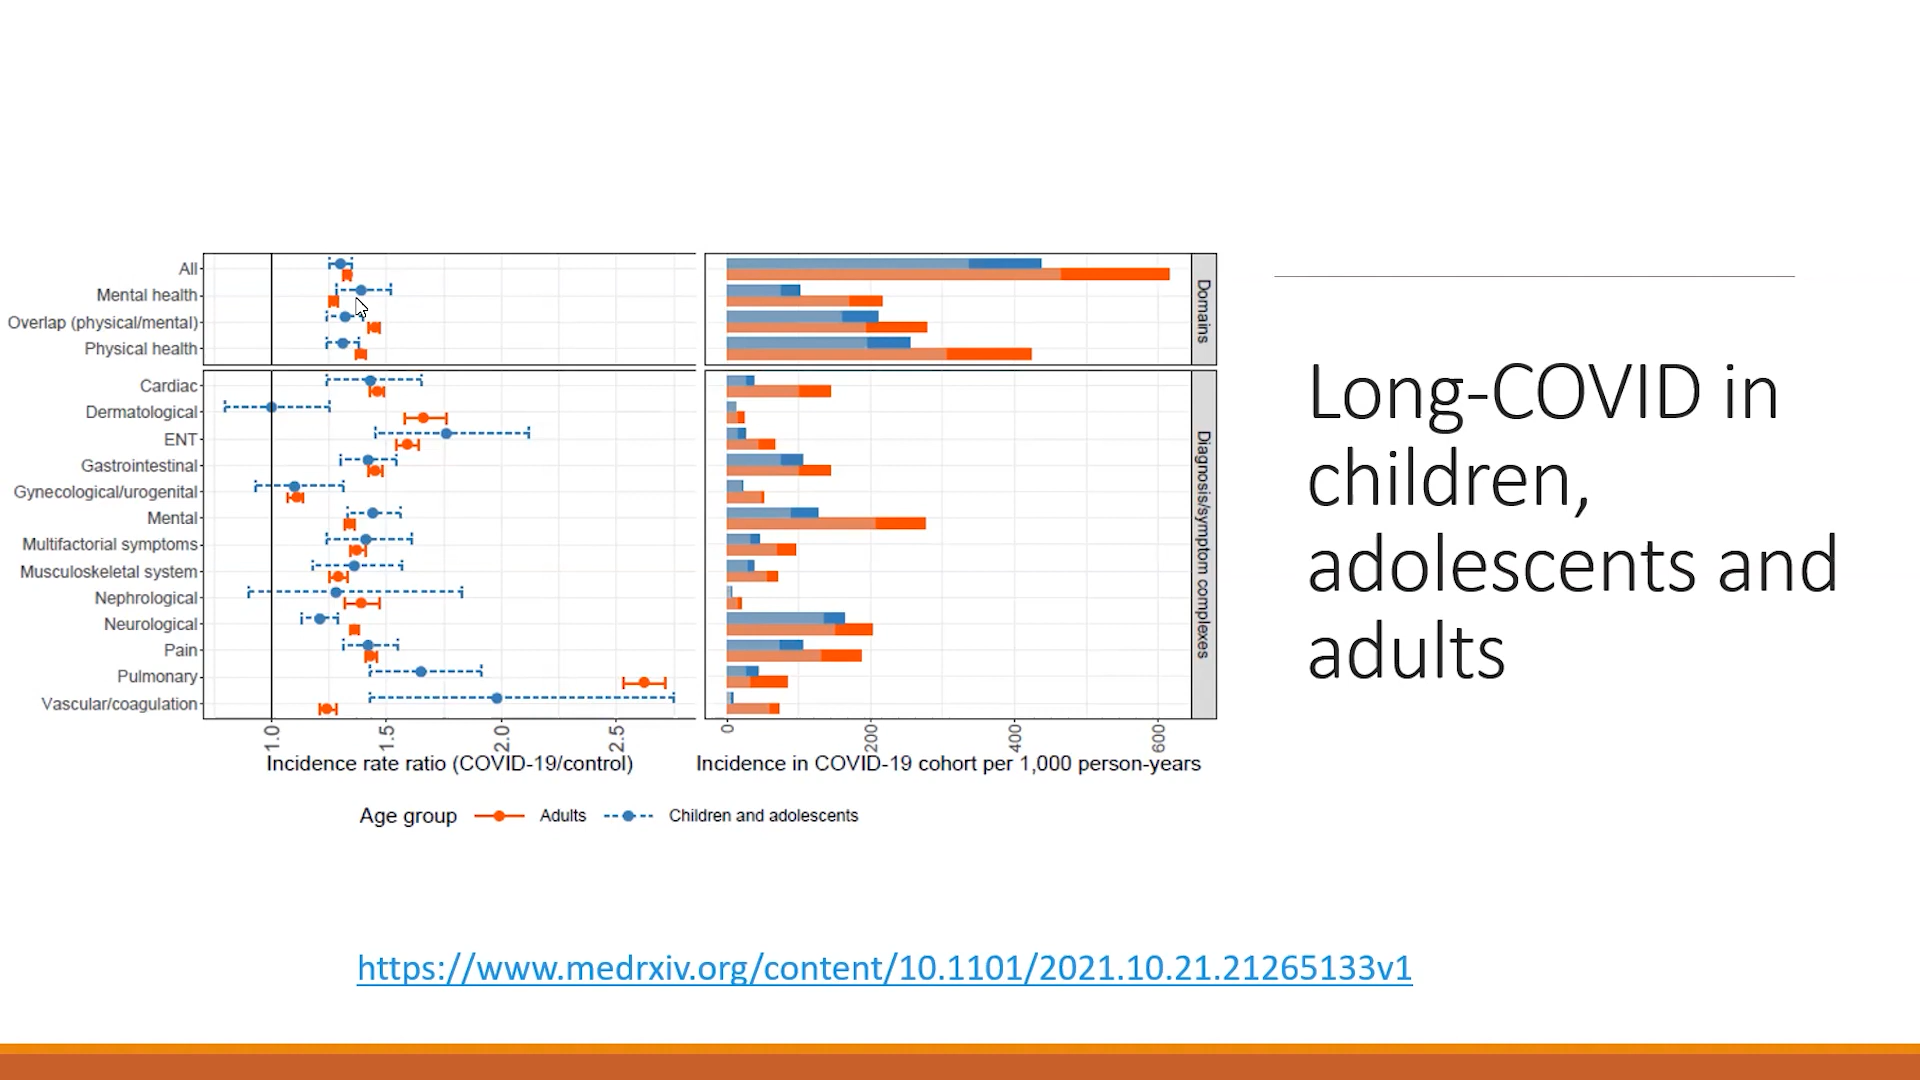 All
Mental health
Overlap (physical/mental)
Physical health
Domains
Cardiac
Dermatological
ENT
Gastrointestinal
Gynecological/urogenital
Mental
Multifactorial symptoms
Musculoskeletal system
Nephrological
Neurological
Pain
Pulmonary
Vascular/coagulation
Diagnosis/symptom complexes
1.0
1.5
2.0
2.5
Incidence rate ratio (COVID-19/control)
0
200
400
600
Incidence in COVID-19 cohort per 1,000 person-years
Age group Adults Children and adolescents
Long-COVID in
children,
adolescents and
adults
https://www.medrxiv.org/content/10.1101/2021.10.21.21265133v1